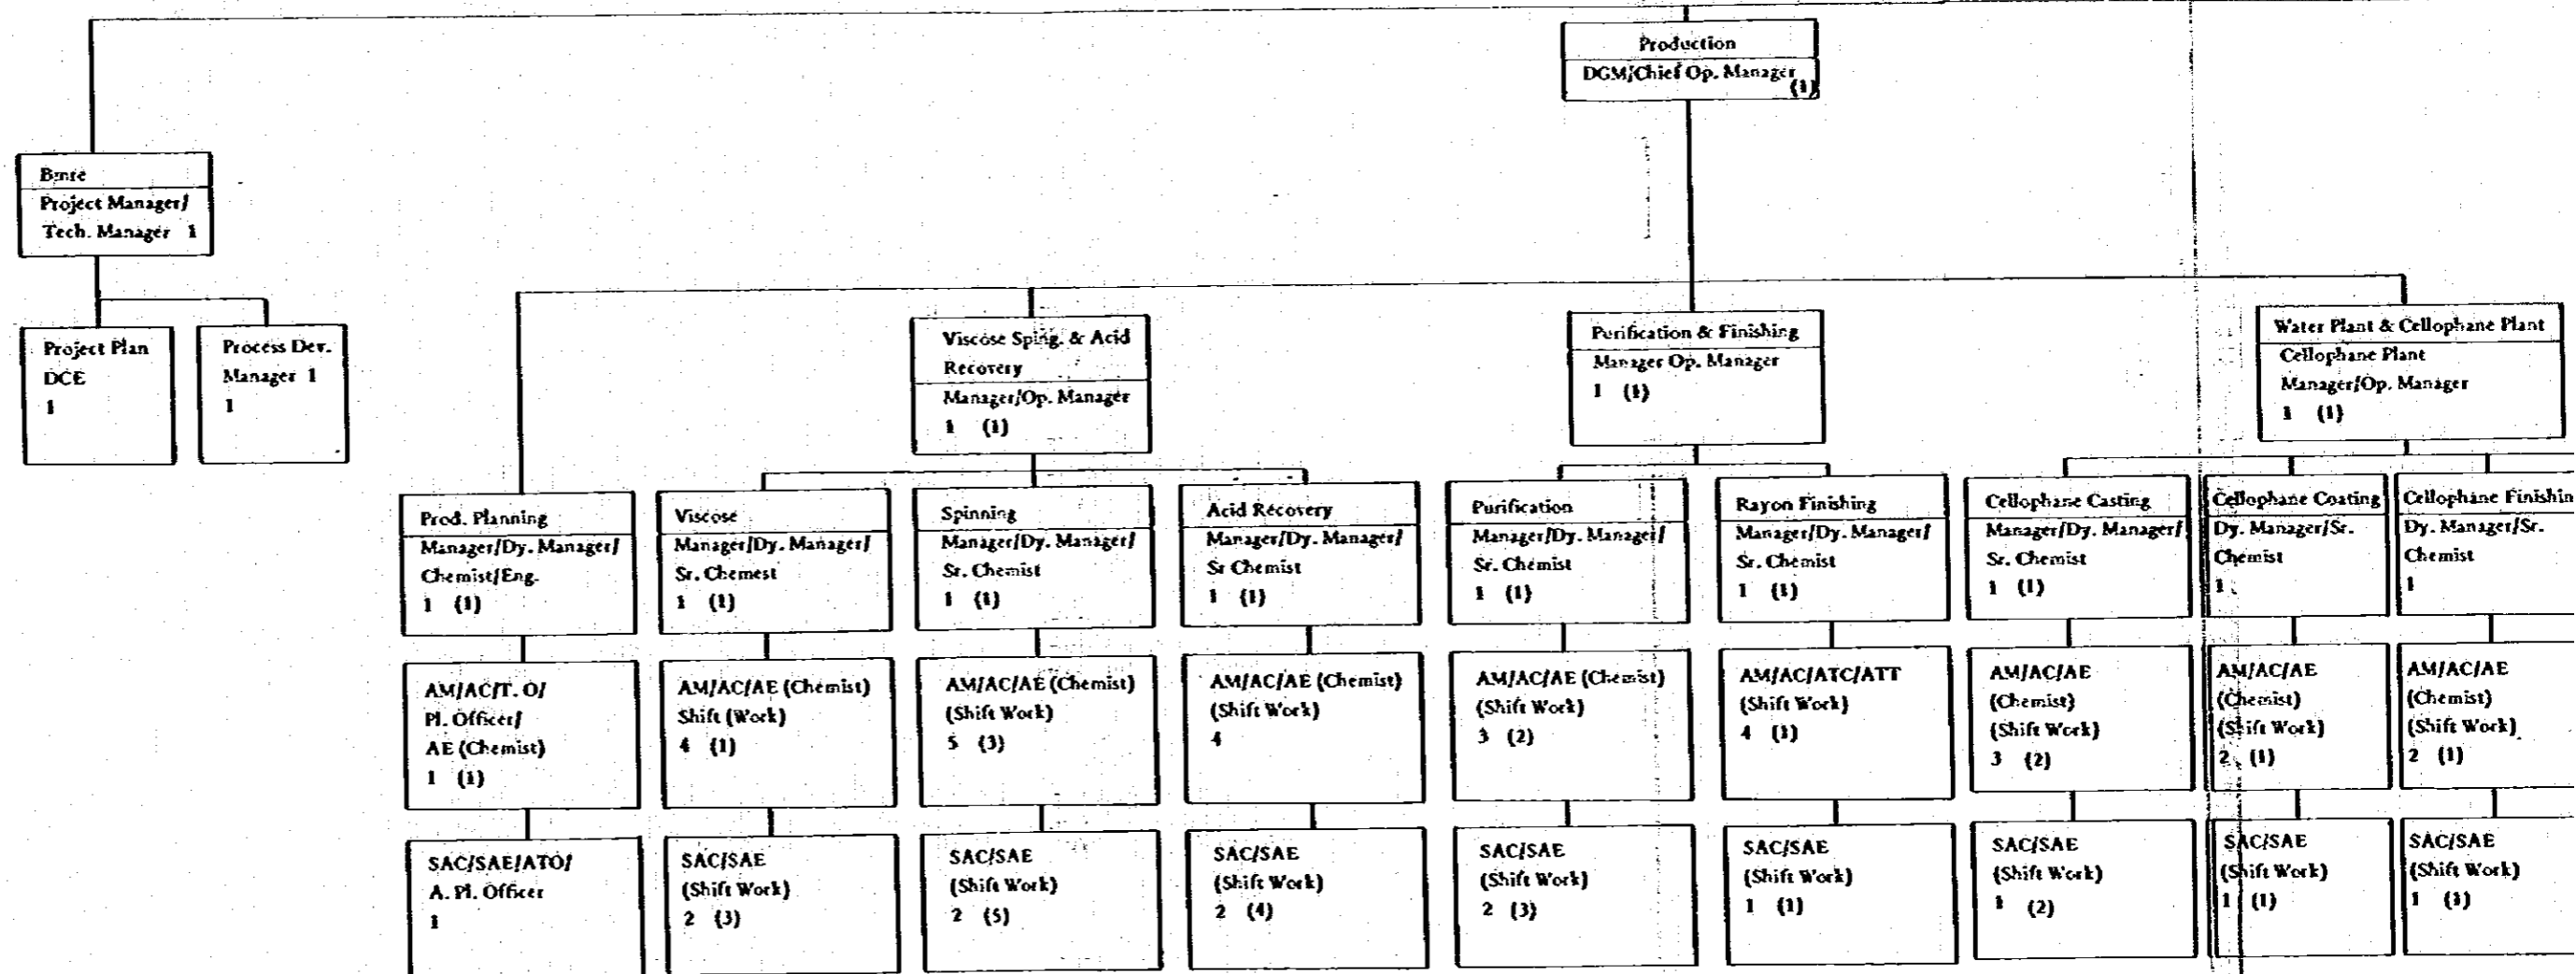 Production
DGM/Chief Op. Manager
(1)
Bmre
Project Manager/
Tech. Manager 1
Project Plan
DCE
1
Process Dev.
Manager 1
1
Viscose Sping. & Acid
Recovery
Manager/Op. Manager
1 (1)
Purification & Finishing
Manager Op. Manager
1 (1)
Water Plant & Cellophane Plant
Cellophane Plant
Manager/Op. Manager
1 (1)
Prod. Planning
Manager/Dy. Manager/
Chemist/Eng.
1 (1)
Viscose
Manager/Dy. Manager/
Sr. Chemest
1 (1)
Spinning
Manager/Dy. Manager/
Sr. Chemist
1 (1)
Acid Recovery
Manager/Dy. Manager/
Sr Chemist
1 (1)
Purification
Manager/Dy. Manager/
Sr. Chemist
1 (1)
Rayon Finishing
Manager/Dy. Manager/
Sr. Chemist
1 (1)
Cellophane Casting
Manager/Dy. Manager/
Sr. Chemist
1 (1)
Cellophane Coating
Dy. Manager/Sr.
Chemist
1
Cellophane Finishin
Dy. Manager/Sr.
Chemist
1
AM/AC/T. O/
Pl. Officer/
AE (Chemist)
1 (1)
AM/AC/AE (Chemist)
Shift (Work)
4 (1)
AM/AC/AE (Chemist)
(Shift Work)
5 (3)
AM/AC/AE (Chemist)
(Shift Work)
4
AM/AC/AE (Chemist)
(Shift Work)
3 (2)
AM/AC/ATC/ATT
(Shift Work)
4 (1)
AM/AC/AE
(Chemist)
(Shift Work)
3 (2)
AM/AC/AE
(Chemist)
(Shift Work)
2 (1)
AM/AC/AE
(Chemist)
(Shift Work)
2 (1)
SAC/SAE/ATO/
A. Pl. Officer
1
SAC/SAE
(Shift Work)
2 (3)
SAC/SAE
(Shift Work)
2 (5)
SAC/SAE
(Shift Work)
2 (4)
SAC/SAE
(Shift Work)
2 (3)
SAC/SAE
(Shift Work)
1 (1)
SAC/SAE
(Shift Work)
1 (2)
SAC/SAE
(Shift Work)
1 (1)
SAC/SAE
(Shift Work)
1 (1)